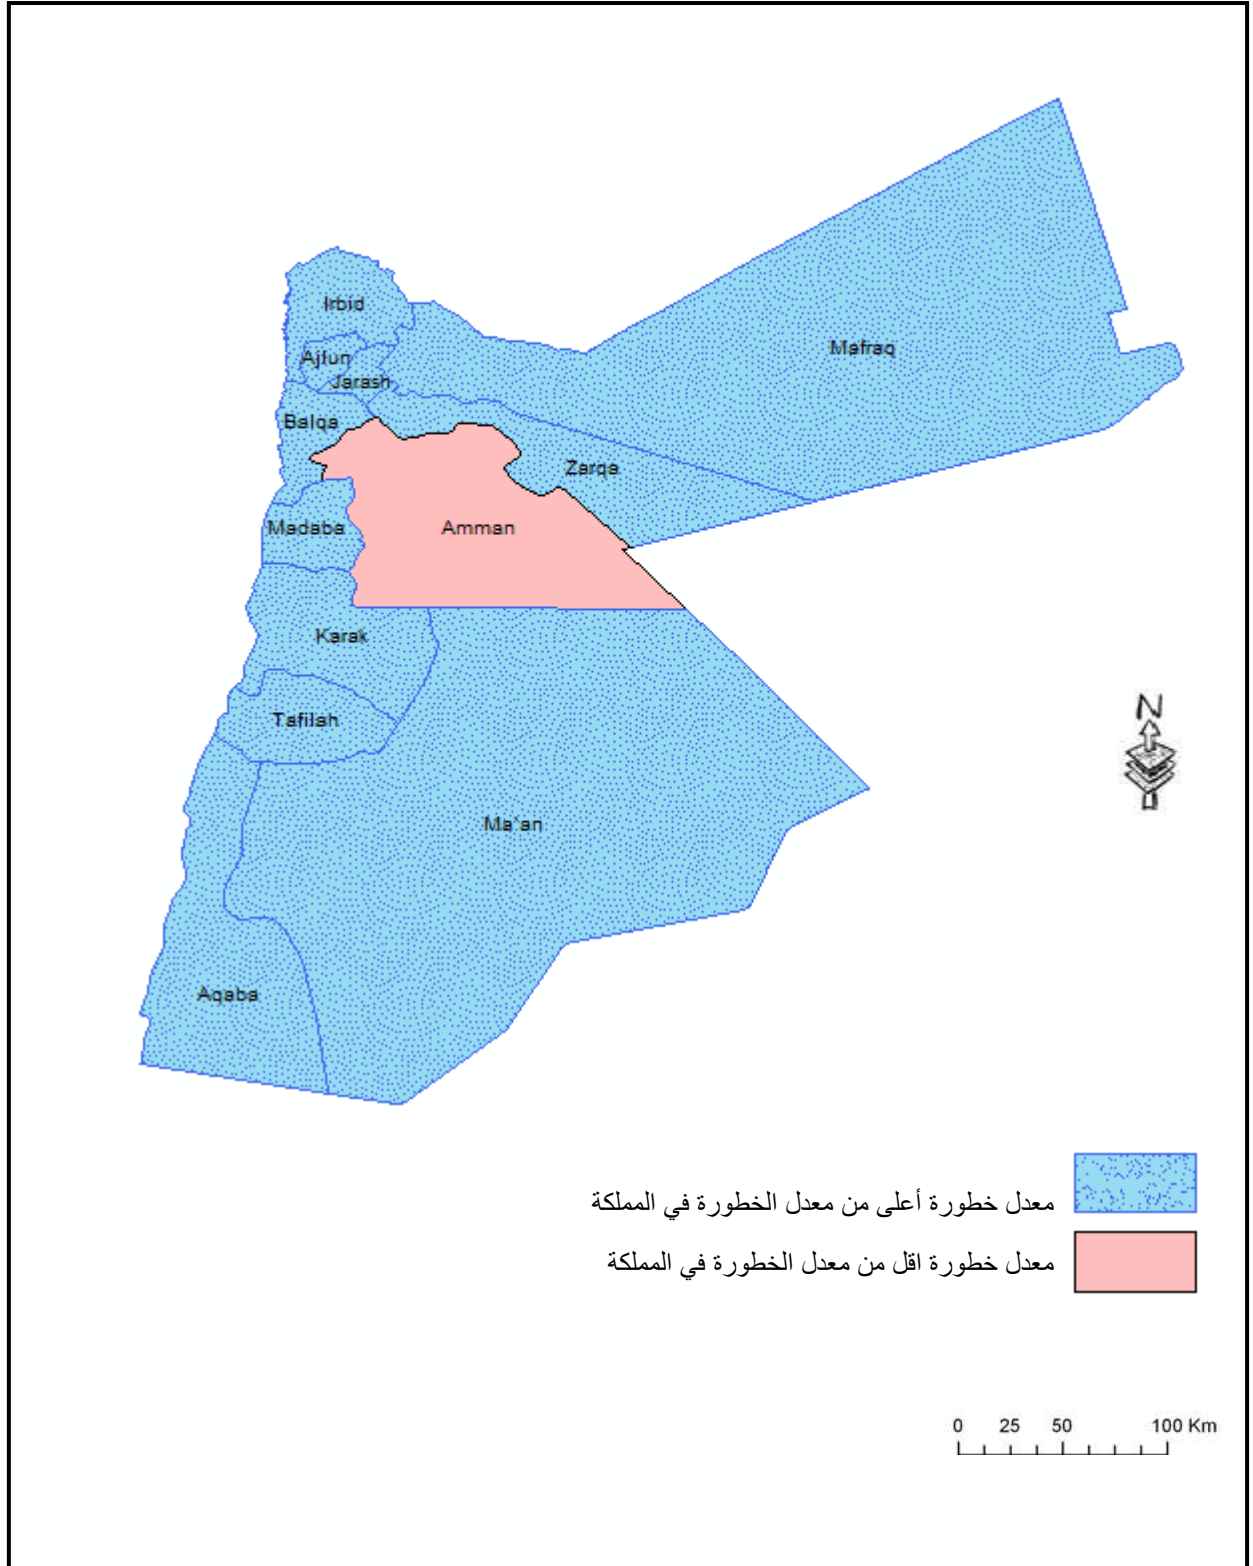 Irbid
Mafraq
Ajlun
Jarash
Balqa
Zarqa
Madaba
Amman
Karak
Tafilah
N
Ma'an
Aqaba
معدل خطورة أعلى من معدل الخطورة في المملكة
معدل خطورة اقل من معدل الخطورة في المملكة
0 25 50 100 Km